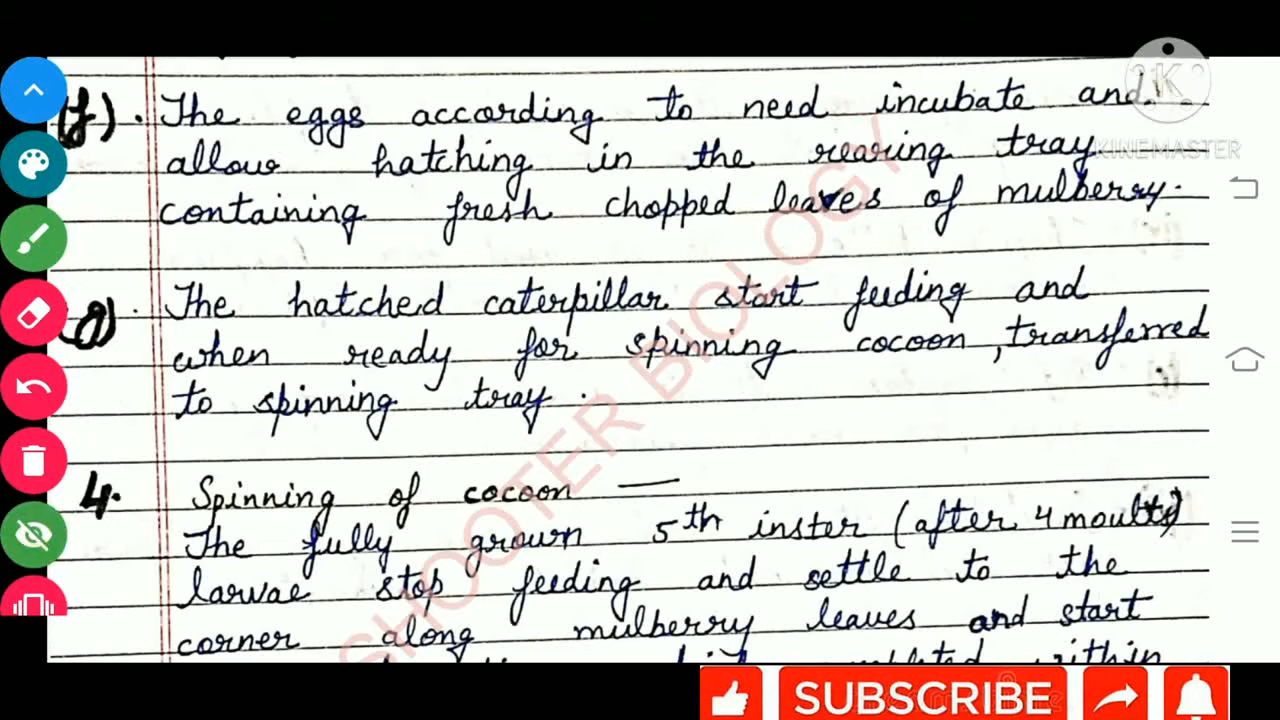 (f). The eggs according to need incubate and
allow hatching in the rearing tray
containing fresh chopped leaves of mulberry.
g). The hatched caterpillar start feeding and
when ready for spinning cocoon, transferred
to spinning tray.
4. Spinning of cocoon —
The fully grown 5th inster (after 4 moults)
larvae stop feeding and settle to the
corner along mulberry leaves and start
within
SHOOTER BIOLOGY
K
KINEMASTER
SUBSCRIBE